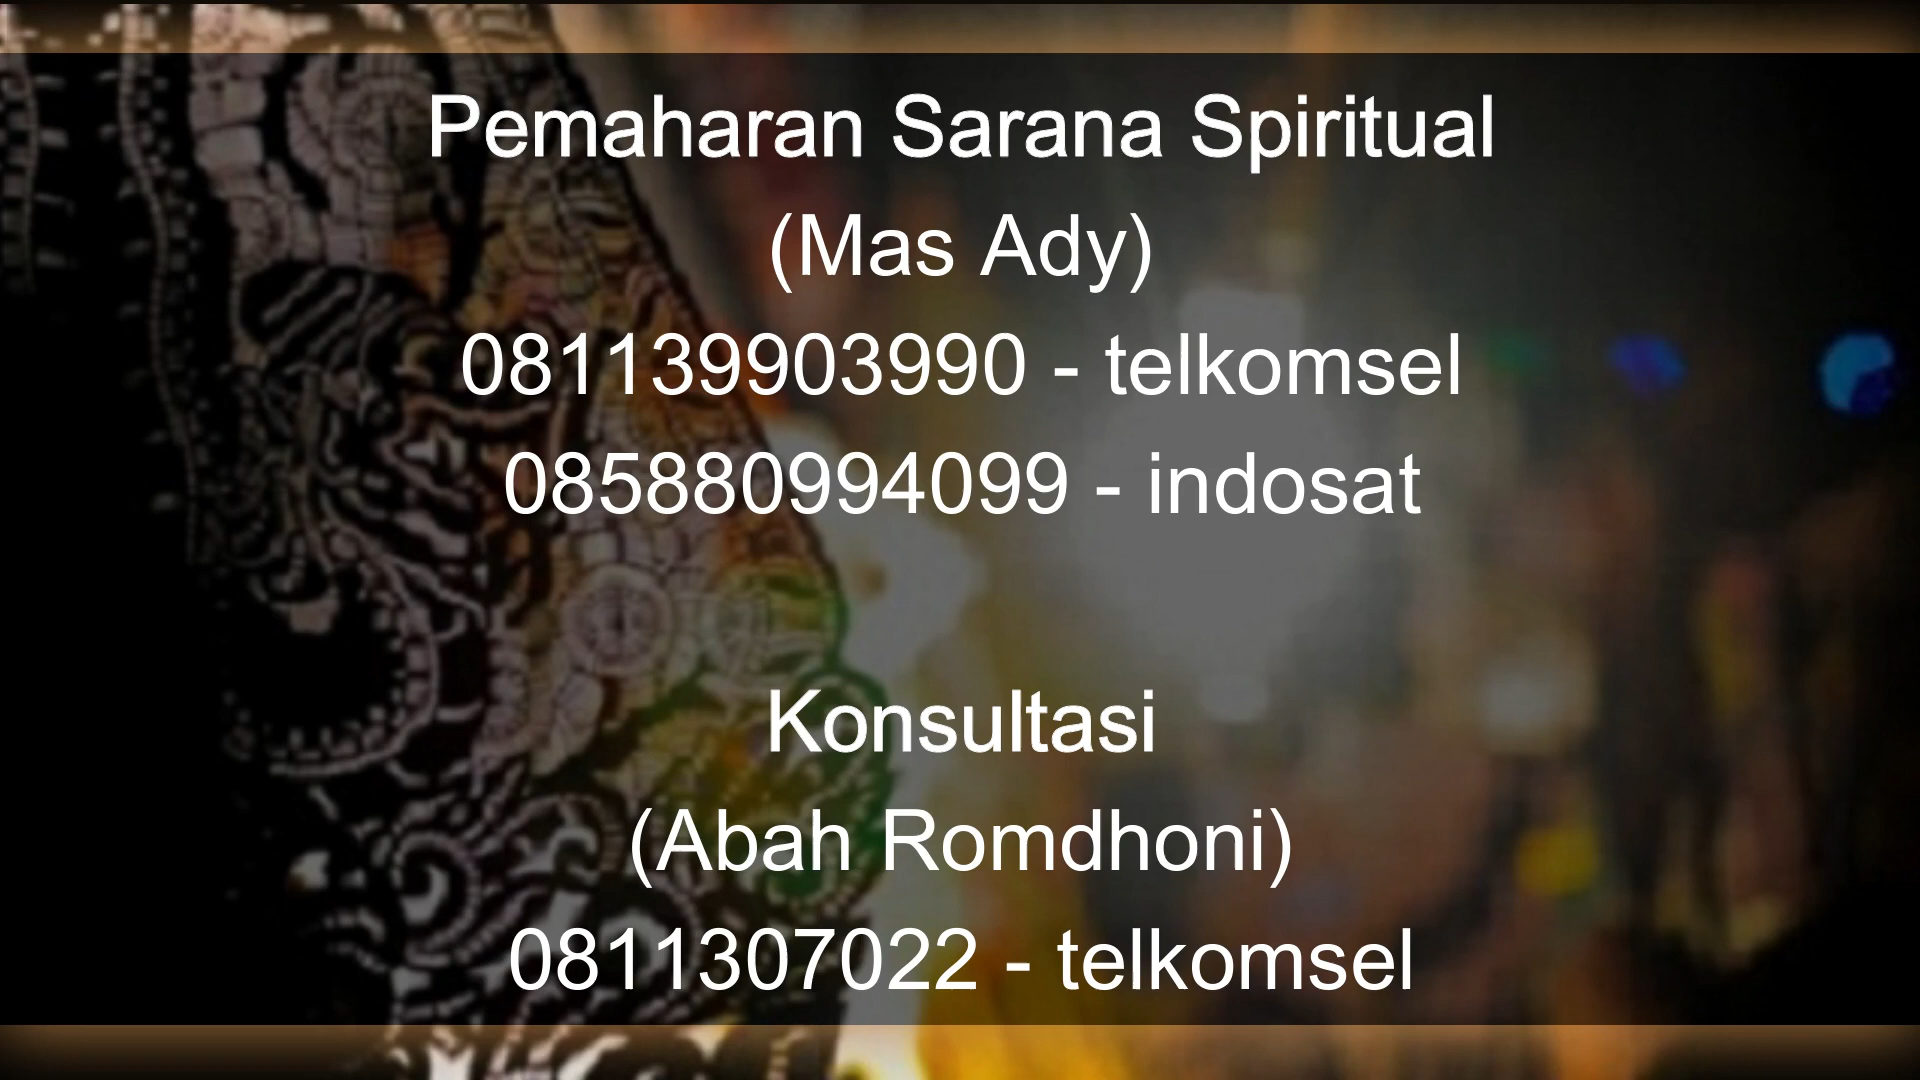 Pemaharan Sarana Spiritual
(Mas Ady)
081139903990 - telkomsel
085880994099 - indosat
Konsultasi
(Abah Romdhoni)
0811307022 - telkomsel